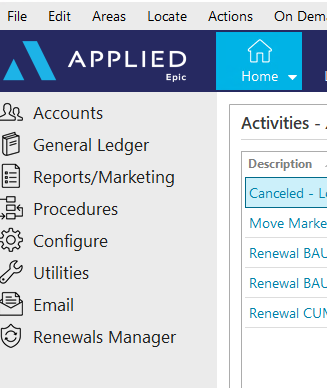 File Edit Areas Locate Actions On Dema
APPLIED
Epic
Home
Accounts
General Ledger
Reports/Marketing
Procedures
Configure
Utilities
Email
Renewals Manager
Activities -
Description
Canceled - L
Move Marke
Renewal BAU
Renewal BAU
Renewal CUM